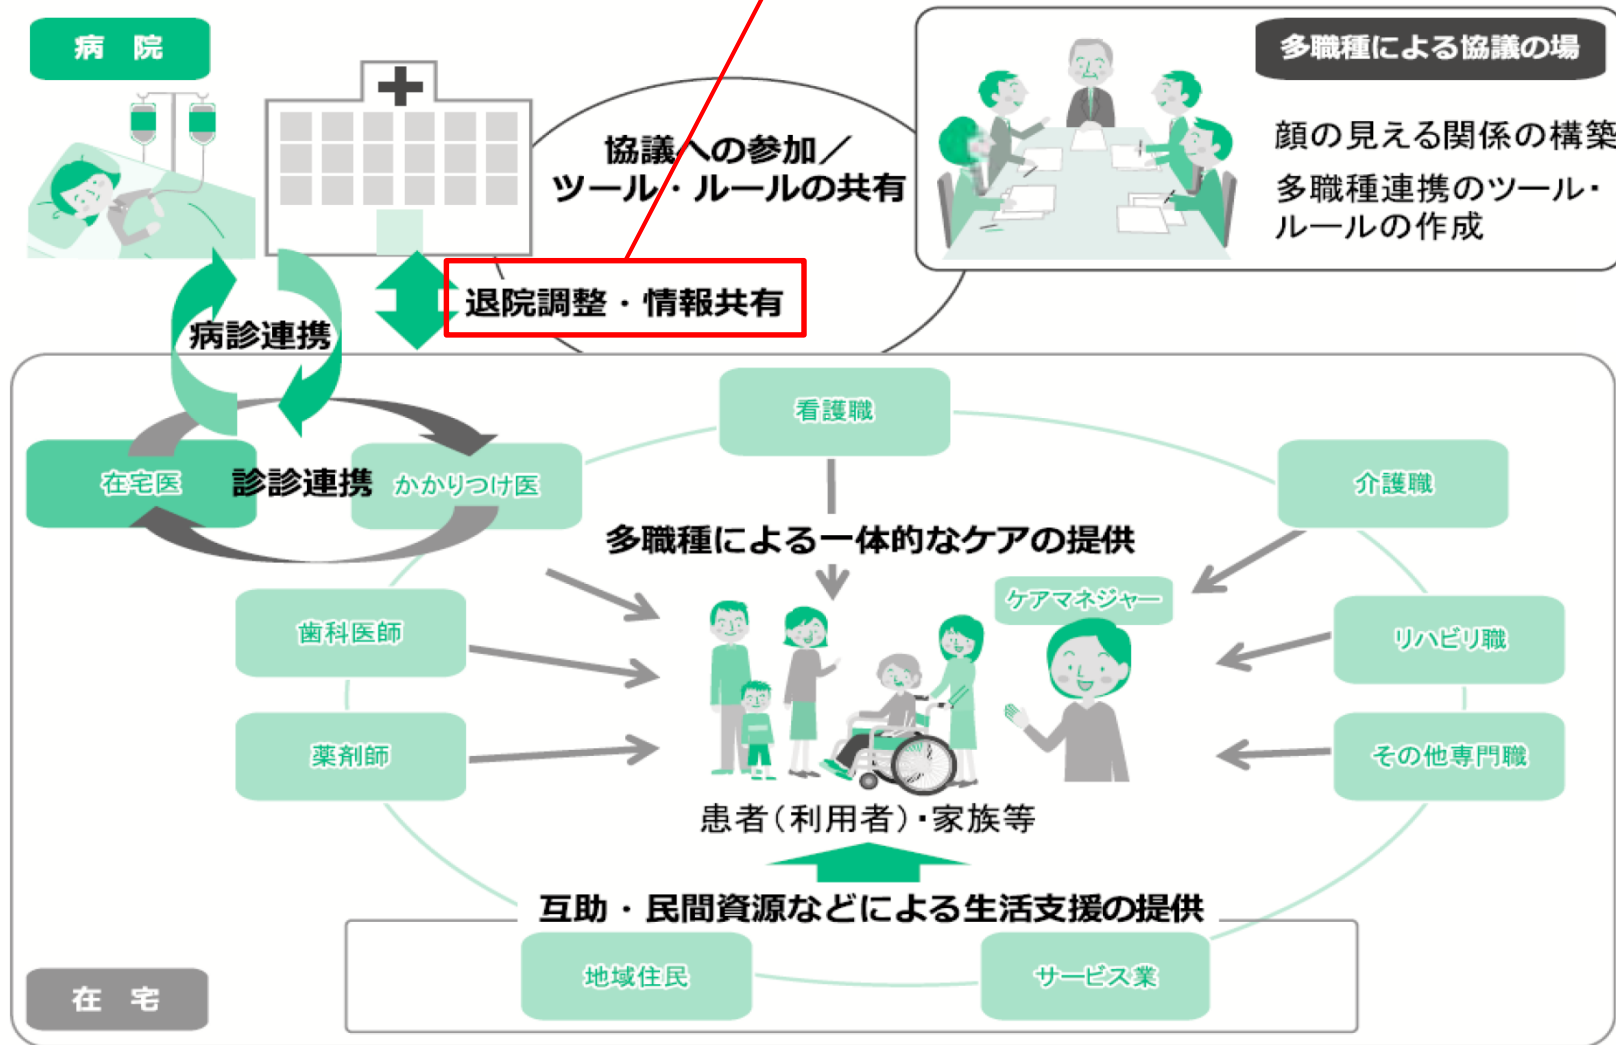 病 院
多職種による協議の場
協議への参加／
ツール・ルールの共有
顔の見える関係の構築
多職種連携のツール・
ルールの作成
退院調整・情報共有
病診連携
看護職
在宅医
診診連携
かかりつけ医
介護職
多職種による一体的なケアの提供
ケアマネジャー
歯科医師
リハビリ職
薬剤師
その他専門職
患者（利用者）・家族等
互助・民間資源などによる生活支援の提供
地域住民
サービス業
在 宅